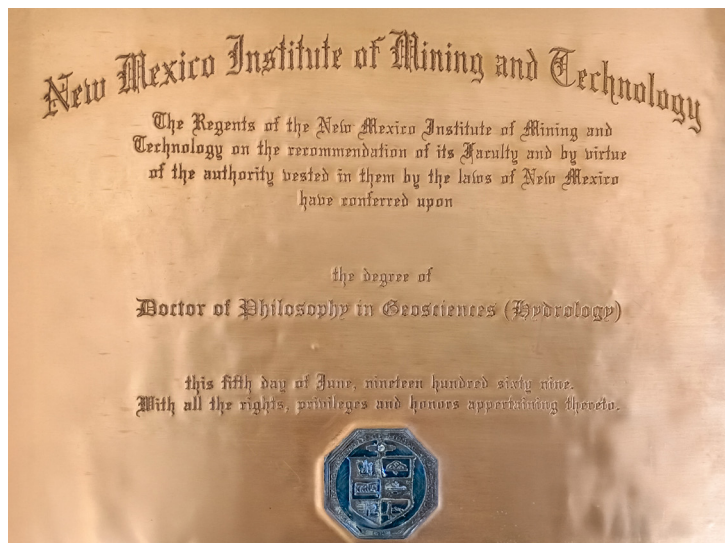 New Mexico Institute of Mining and Technology
The Regents of the New Mexico Institute of Mining and
Technology on the recommendation of its Faculty and by virtue
of the authority vested in them by the laws of New Mexico
have conferred upon
the degree of
Doctor of Philosophy in Geosciences (Hydrology)
this fifth day of June, nineteen hundred sixty nine.
With all the rights, privileges and honors appertaining thereto.